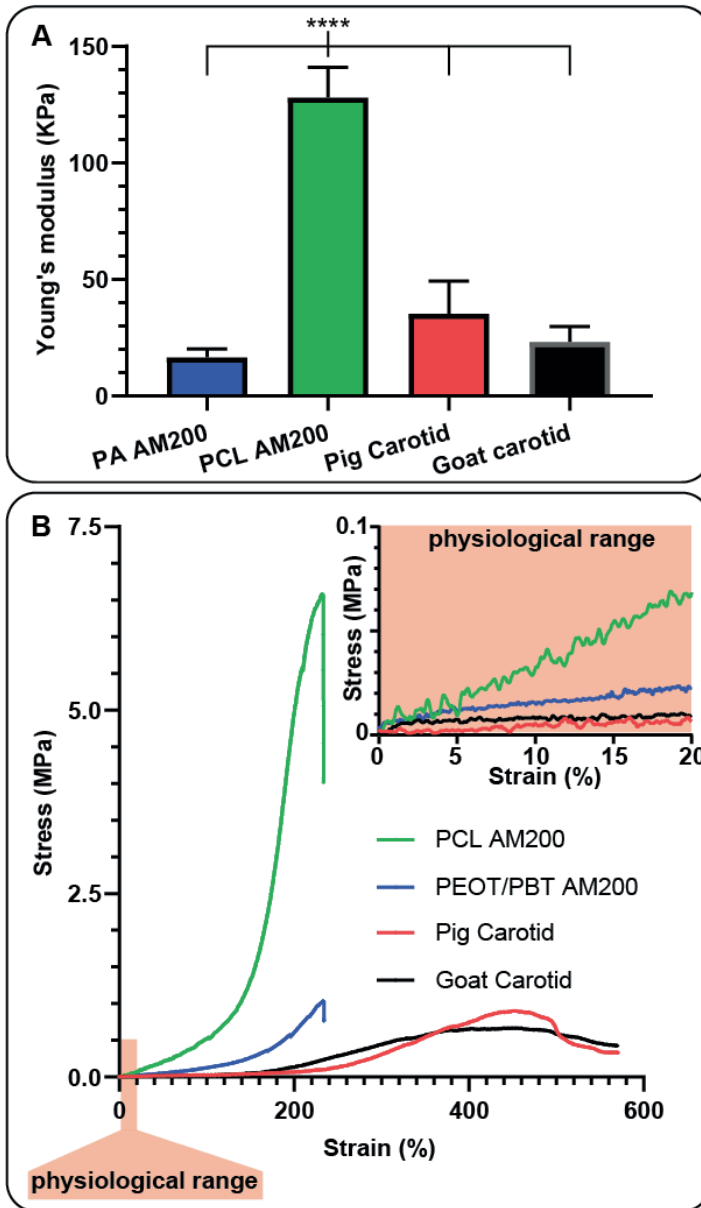 A
****
150
100
50
0
Young's modulus (KPa)
PA AM200
PCL AM200
Pig Carotid
Goat carotid
B
7.5
5.0
2.5
0.0
Stress (MPa)
0
200
400
600
Strain (%)
physiological range
0.1
0
Stress (MPa)
physiological range
0
5
10
15
20
Strain (%)
PCL AM200
PEOT/PBT AM200
Pig Carotid
Goat Carotid